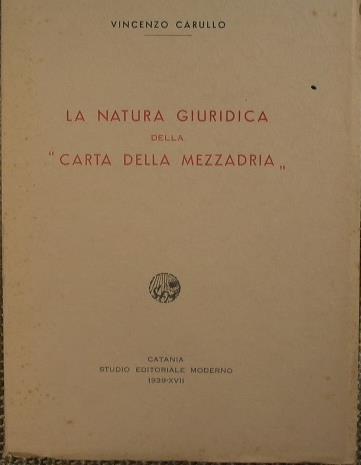 VINCENZO CARULLO
LA NATURA GIURIDICA
DELLA
"CARTA DELLA MEZZADRIA„
CATANIA
STUDIO EDITORIALE MODERNO
1939-XVII